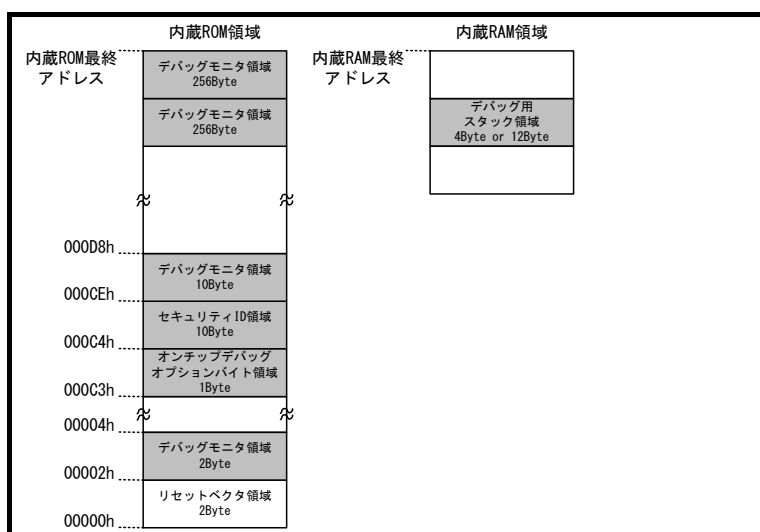 内蔵ROM領域
内蔵ROM最終
アドレス
デバッグモニタ領域
256Byte
デバッグモニタ領域
256Byte
000D8h
デバッグモニタ領域
10Byte
000CEh
セキュリティID領域
10Byte
000C4h
オンチップデバッグ
オプションバイト領域
1Byte
000C3h
00004h
デバッグモニタ領域
2Byte
00002h
リセットベクタ領域
2Byte
00000h
内蔵RAM領域
内蔵RAM最終
アドレス
デバッグ用
スタック領域
4Byte or 12Byte